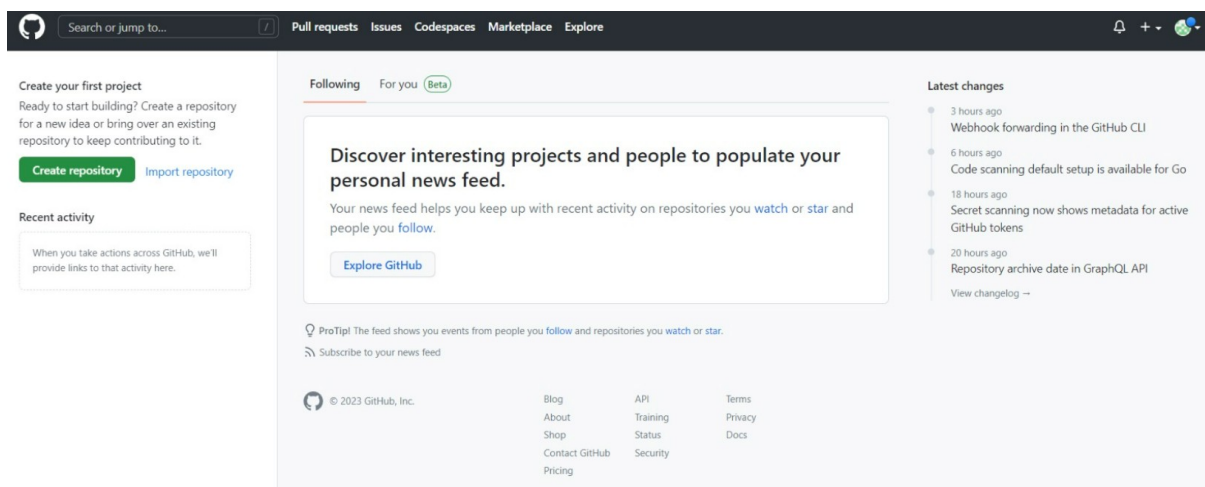 Search or jump to...
/
Pull requests Issues Codespaces Marketplace Explore
Create your first project
Ready to start building? Create a repository
for a new idea or bring over an existing
repository to keep contributing to it.
Create repository
Import repository
Recent activity
When you take actions across GitHub, we'll
provide links to that activity here.
Following
For you Beta
Discover interesting projects and people to populate your
personal news feed.
Your news feed helps you keep up with recent activity on repositories you watch or star and
people you follow.
Explore GitHub
ProTip! The feed shows you events from people you follow and repositories you watch or star.
Subscribe to your news feed
© 2023 GitHub, Inc.
Blog
About
Shop
Contact GitHub
Pricing
API
Training
Status
Security
Terms
Privacy
Docs
Latest changes
3 hours ago
Webhook forwarding in the GitHub CLI
6 hours ago
Code scanning default setup is available for Go
18 hours ago
Secret scanning now shows metadata for active
GitHub tokens
20 hours ago
Repository archive date in GraphQL API
View changelog →